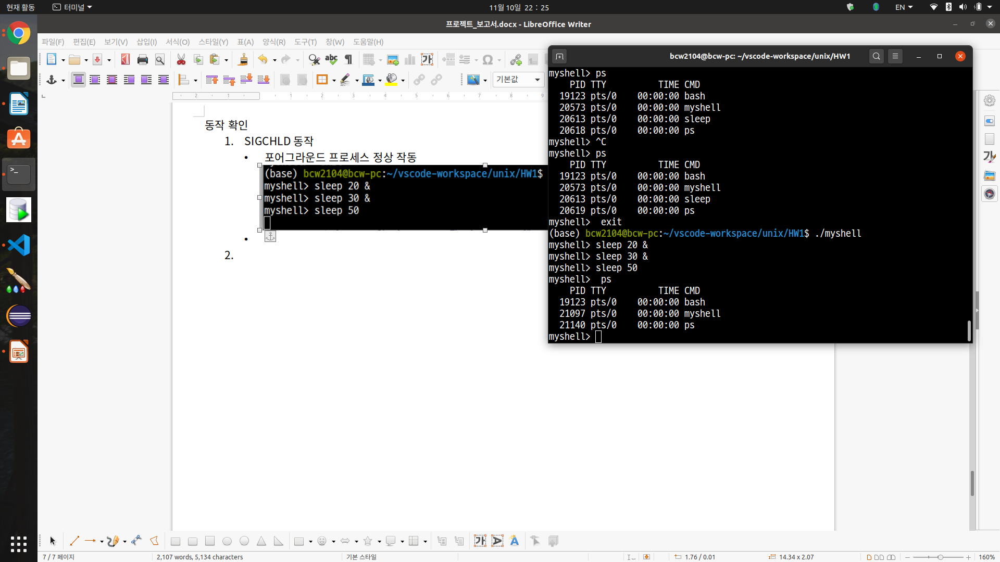 현재 활동
터미널
11월 10일 22 : 25
EN
프로젝트_보고서.docx - LibreOffice Writer
파일(F) 편집(E) 보기(V) 삽입(I) 서식(O) 스타일(Y) 표(A) 양식(R) 도구(T) 창(W) 도움말(H)
기본값
2 1 1 2 3 4 5 6 7 8 9
동작 확인
1. SIGCHLD 동작
• 포어그라운드 프로세스 정상 작동
(base) bcw2104@bcw-pc:~/vscode-workspace/unix/HW1$
myshell> sleep 20 &
myshell> sleep 30 &
myshell> sleep 50
•
2.
bcw2104@bcw-pc: ~/vscode-workspace/unix/HW1
myshell> ps
PID TTY TIME CMD
19123 pts/0 00:00:00 bash
20573 pts/0 00:00:00 myshell
20613 pts/0 00:00:00 sleep
20618 pts/0 00:00:00 ps
myshell> ^C
myshell> ps
PID TTY TIME CMD
19123 pts/0 00:00:00 bash
20573 pts/0 00:00:00 myshell
20613 pts/0 00:00:00 sleep
20619 pts/0 00:00:00 ps
myshell>  exit
(base) bcw2104@bcw-pc:~/vscode-workspace/unix/HW1$ ./myshell
myshell> sleep 20 &
myshell> sleep 30 &
myshell> sleep 50
myshell>  ps
PID TTY TIME CMD
19123 pts/0 00:00:00 bash
21097 pts/0 00:00:00 myshell
21140 pts/0 00:00:00 ps
myshell>
7 / 7 페이지
2,107 words, 5,134 characters
기본 스타일
1.76 / 0.01
14.34 x 2.07
160%